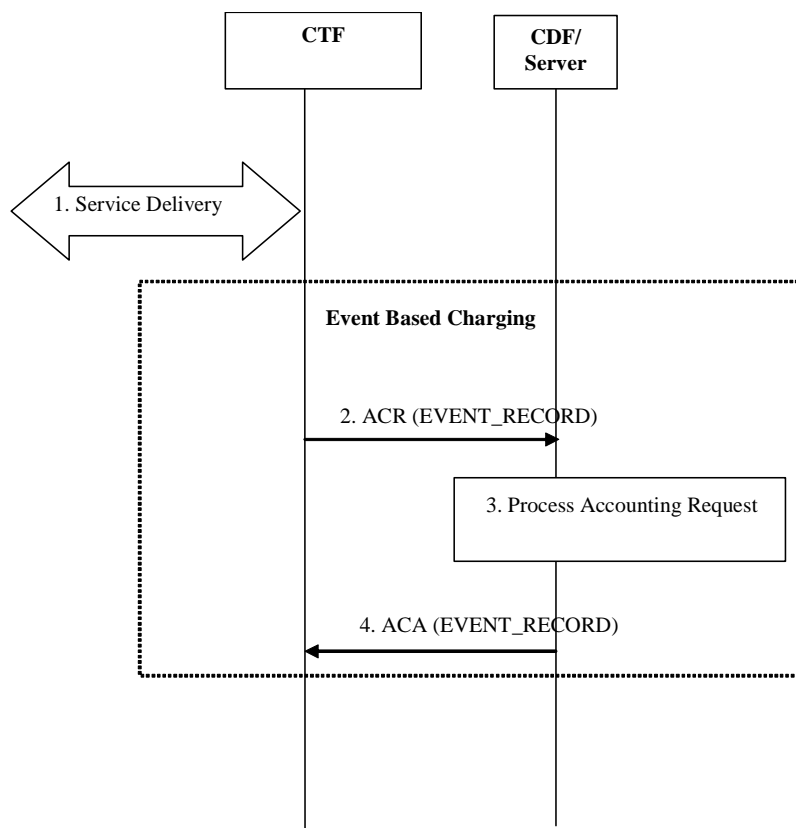 CTF
CDF/
Server
1. Service Delivery
Event Based Charging
2. ACR (EVENT_RECORD)
3. Process Accounting Request
4. ACA (EVENT_RECORD)